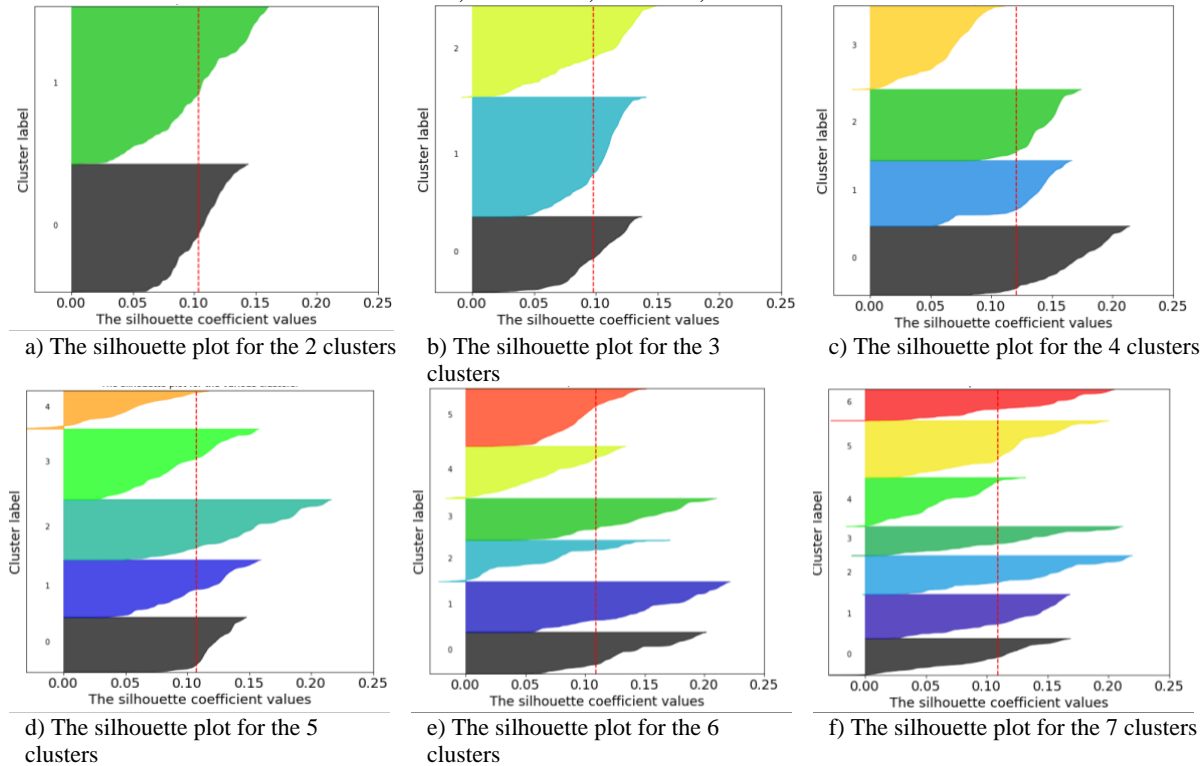 1
0
Cluster label
0.00 0.05 0.10 0.15 0.20 0.25
The silhouette coefficient values
a) The silhouette plot for the 2 clusters
2
1
0
Cluster label
0.00 0.05 0.10 0.15 0.20 0.25
The silhouette coefficient values
b) The silhouette plot for the 3
clusters
3
2
1
0
Cluster label
0.00 0.05 0.10 0.15 0.20 0.25
The silhouette coefficient values
c) The silhouette plot for the 4 clusters
The silhouette plot for the various clusters.
4
3
2
1
0
Cluster label
0.00 0.05 0.10 0.15 0.20 0.25
The silhouette coefficient values
d) The silhouette plot for the 5
clusters
5
4
3
2
1
0
Cluster label
0.00 0.05 0.10 0.15 0.20 0.25
The silhouette coefficient values
e) The silhouette plot for the 6
clusters
6
5
4
3
2
1
0
Cluster label
0.00 0.05 0.10 0.15 0.20 0.25
The silhouette coefficient values
f) The silhouette plot for the 7 clusters